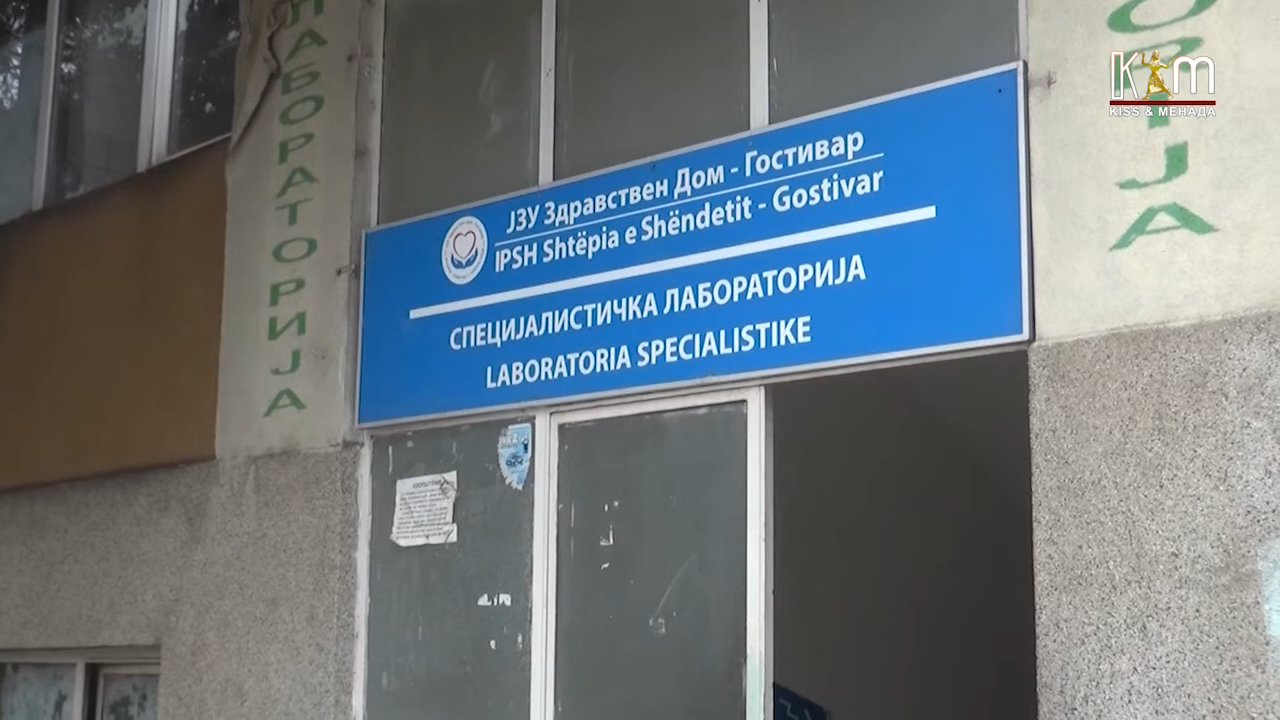 ЛАБОРАТОРИЈА
ЈЗУ Здравствен Дом - Гостивар
IPSH Shtëpia e Shëndetit - Gostivar
СПЕЦИЈАЛИСТИЧКА ЛАБОРАТОРИЈА
LABORATORIA SPECIALISTIKE
ОРИЈА
KISS & МЕНАДА